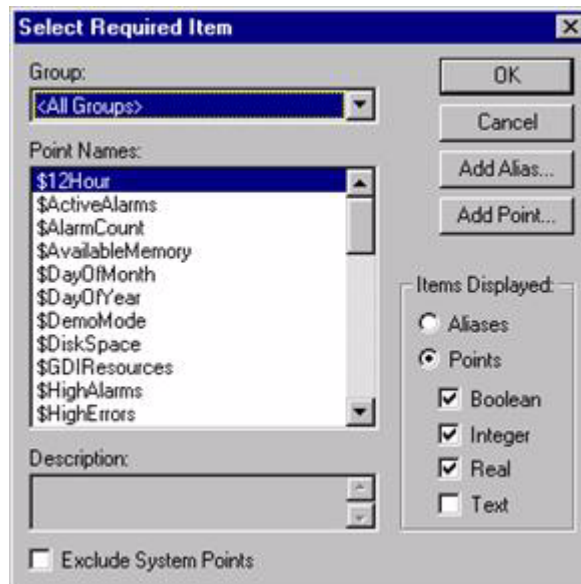 Select Required Item
Group:
<All Groups>
Point Names:
$12Hour
$ActiveAlarms
$AlarmCount
$AvailableMemory
$DayOfMonth
$DayOfYear
$DemoMode
$DiskSpace
$GDIResources
$HighAlarms
$HighErrors
Description:
Exclude System Points
OK
Cancel
Add Alias...
Add Point...
Items Displayed:
Aliases
Points
Boolean
Integer
Real
Text